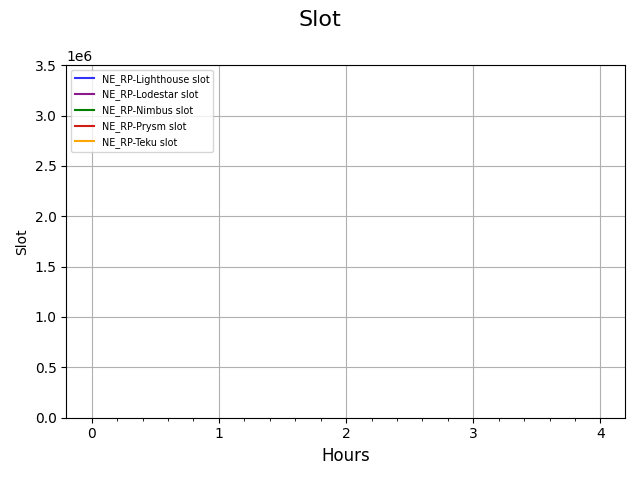 Slot
1e6
3.5
3.0
2.5
2.0
1.5
1.0
0.5
0.0
Slot
NE_RP-Lighthouse slot
NE_RP-Lodestar slot
NE_RP-Nimbus slot
NE_RP-Prysm slot
NE_RP-Teku slot
0 1 2 3 4
Hours